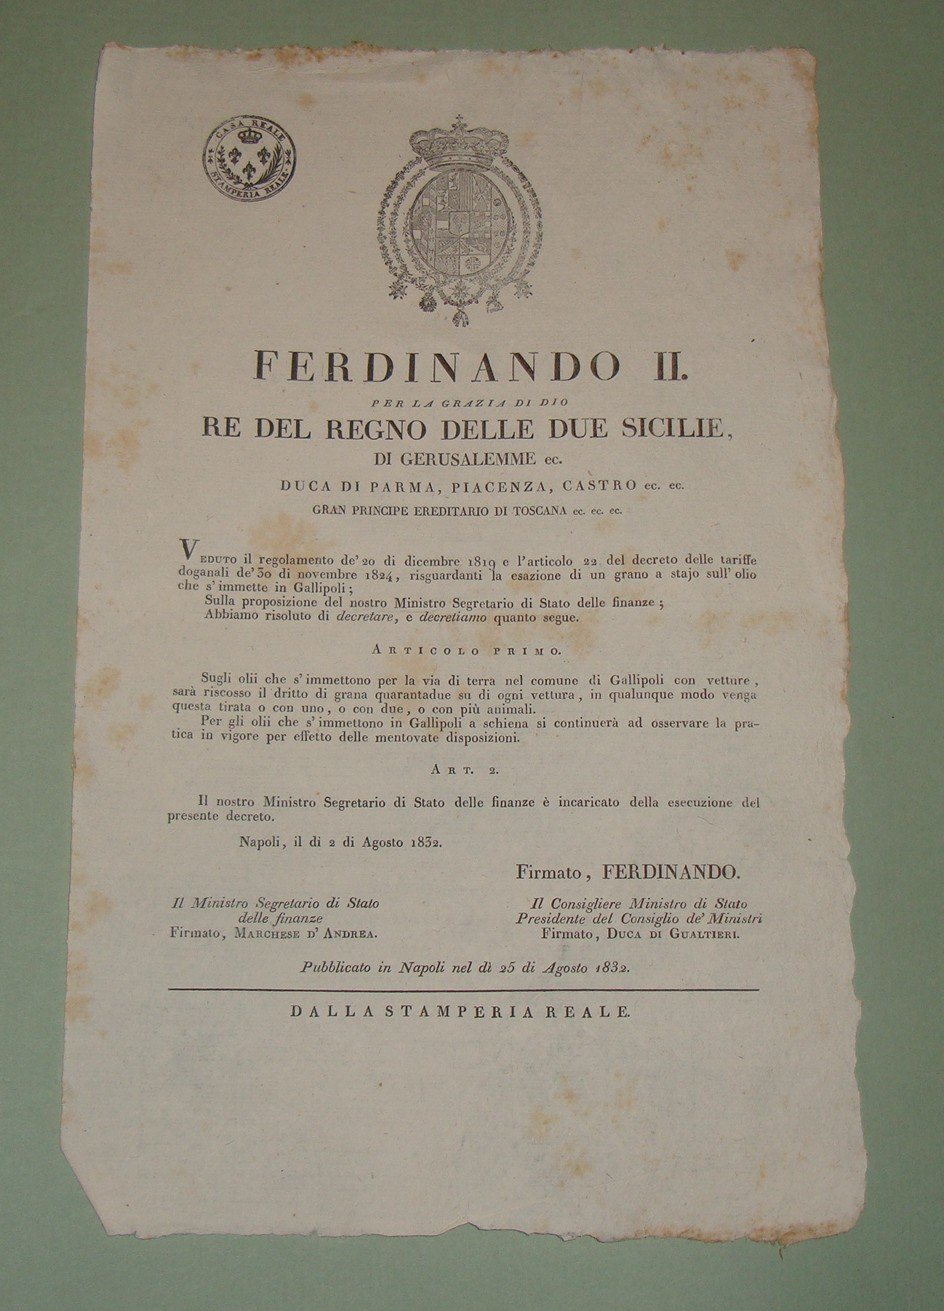 CASA REALE
STAMPERIA REALE
FERDINANDO II.
PER LA GRAZIA DI DIO
RE DEL REGNO DELLE DUE SICILIE,
DI GERUSALEMME ec.
DUCA DI PARMA, PIACENZA, CASTRO ec. ec.
GRAN PRINCIPE EREDITARIO DI TOSCANA ec. ec. ec.
VEDUTO il regolamento de' 20 di dicembre 1819 e l'articolo 22 del decreto delle tariffe
doganali de' 30 di novembre 1824, risguardanti la esazione di un grano a stajo sull' olio
che s' immette in Gallipoli;
Sulla proposizione del nostro Ministro Segretario di Stato delle finanze;
Abbiamo risoluto di decretare, e decretiamo quanto segue.
ARTICOLO PRIMO.
Sugli olii che s' immettono per la via di terra nel comune di Gallipoli con vetture,
sarà riscosso il dritto di grana quarantadue su di ogni vettura, in qualunque modo venga
questa tirata o con uno, o con due, o con più animali.
Per gli olii che s' immettono in Gallipoli a schiena si continuerà ad osservare la pra-
tica in vigore per effetto delle mentovate disposizioni.
ART. 2.
Il nostro Ministro Segretario di Stato delle finanze è incaricato della esecuzione del
presente decreto.
Napoli, il dì 2 di Agosto 1832.
Firmato, FERDINANDO.
Il Ministro Segretario di Stato
delle finanze
Firmato, MARCHESE D' ANDREA.
Il Consigliere Ministro di Stato
Presidente del Consiglio de' Ministri
Firmato, DUCA DI GUALTIERI.
Pubblicato in Napoli nel dì 25 di Agosto 1832.
DALLA STAMPERIA REALE.